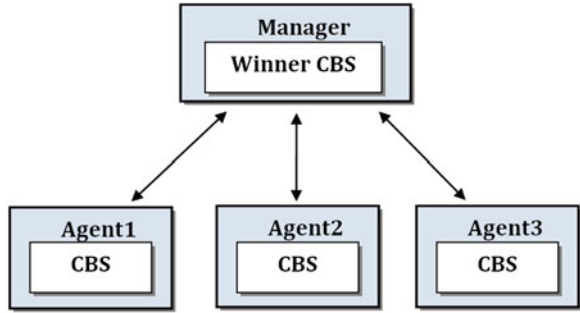 Manager
Winner CBS
Agent1
CBS
Agent2
CBS
Agent3
CBS